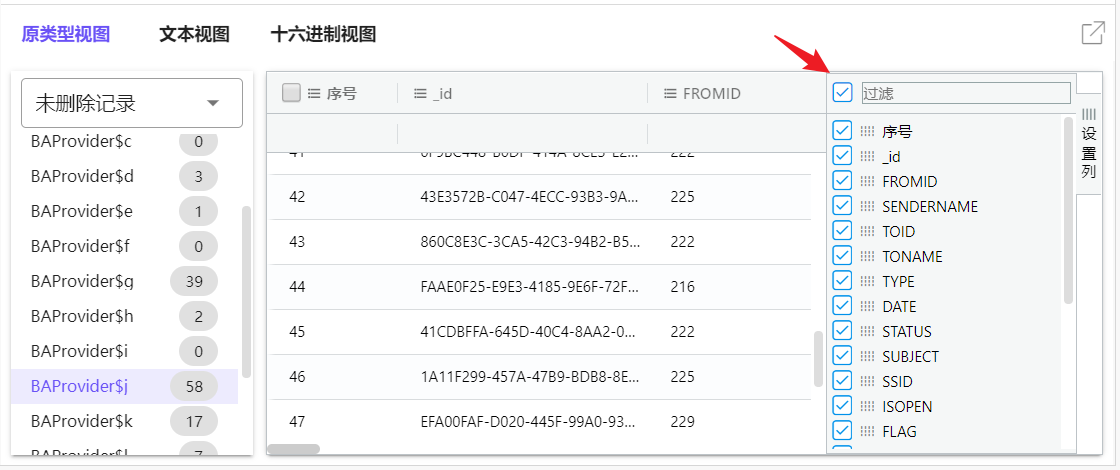 原类型视图 文本视图 十六进制视图
未删除记录
BAProvider$c 0
BAProvider$d 3
BAProvider$e 1
BAProvider$f 0
BAProvider$g 39
BAProvider$h 2
BAProvider$i 0
BAProvider$j 58
BAProvider$k 17
序号 _id FROMID
42 43E3572B-C047-4ECC-93B3-9A... 225
43 860C8E3C-3CA5-42C3-94B2-B5... 222
44 FAAE0F25-E9E3-4185-9E6F-72F... 216
45 41CDBFFA-645D-40C4-8AA2-0... 222
46 1A11F299-457A-47B9-BDB8-8E... 225
47 EFA00FAF-D020-445F-99A0-93... 229
过滤
序号
_id
FROMID
SENDERNAME
TOID
TONAME
TYPE
DATE
STATUS
SUBJECT
SSID
ISOPEN
FLAG
设置列